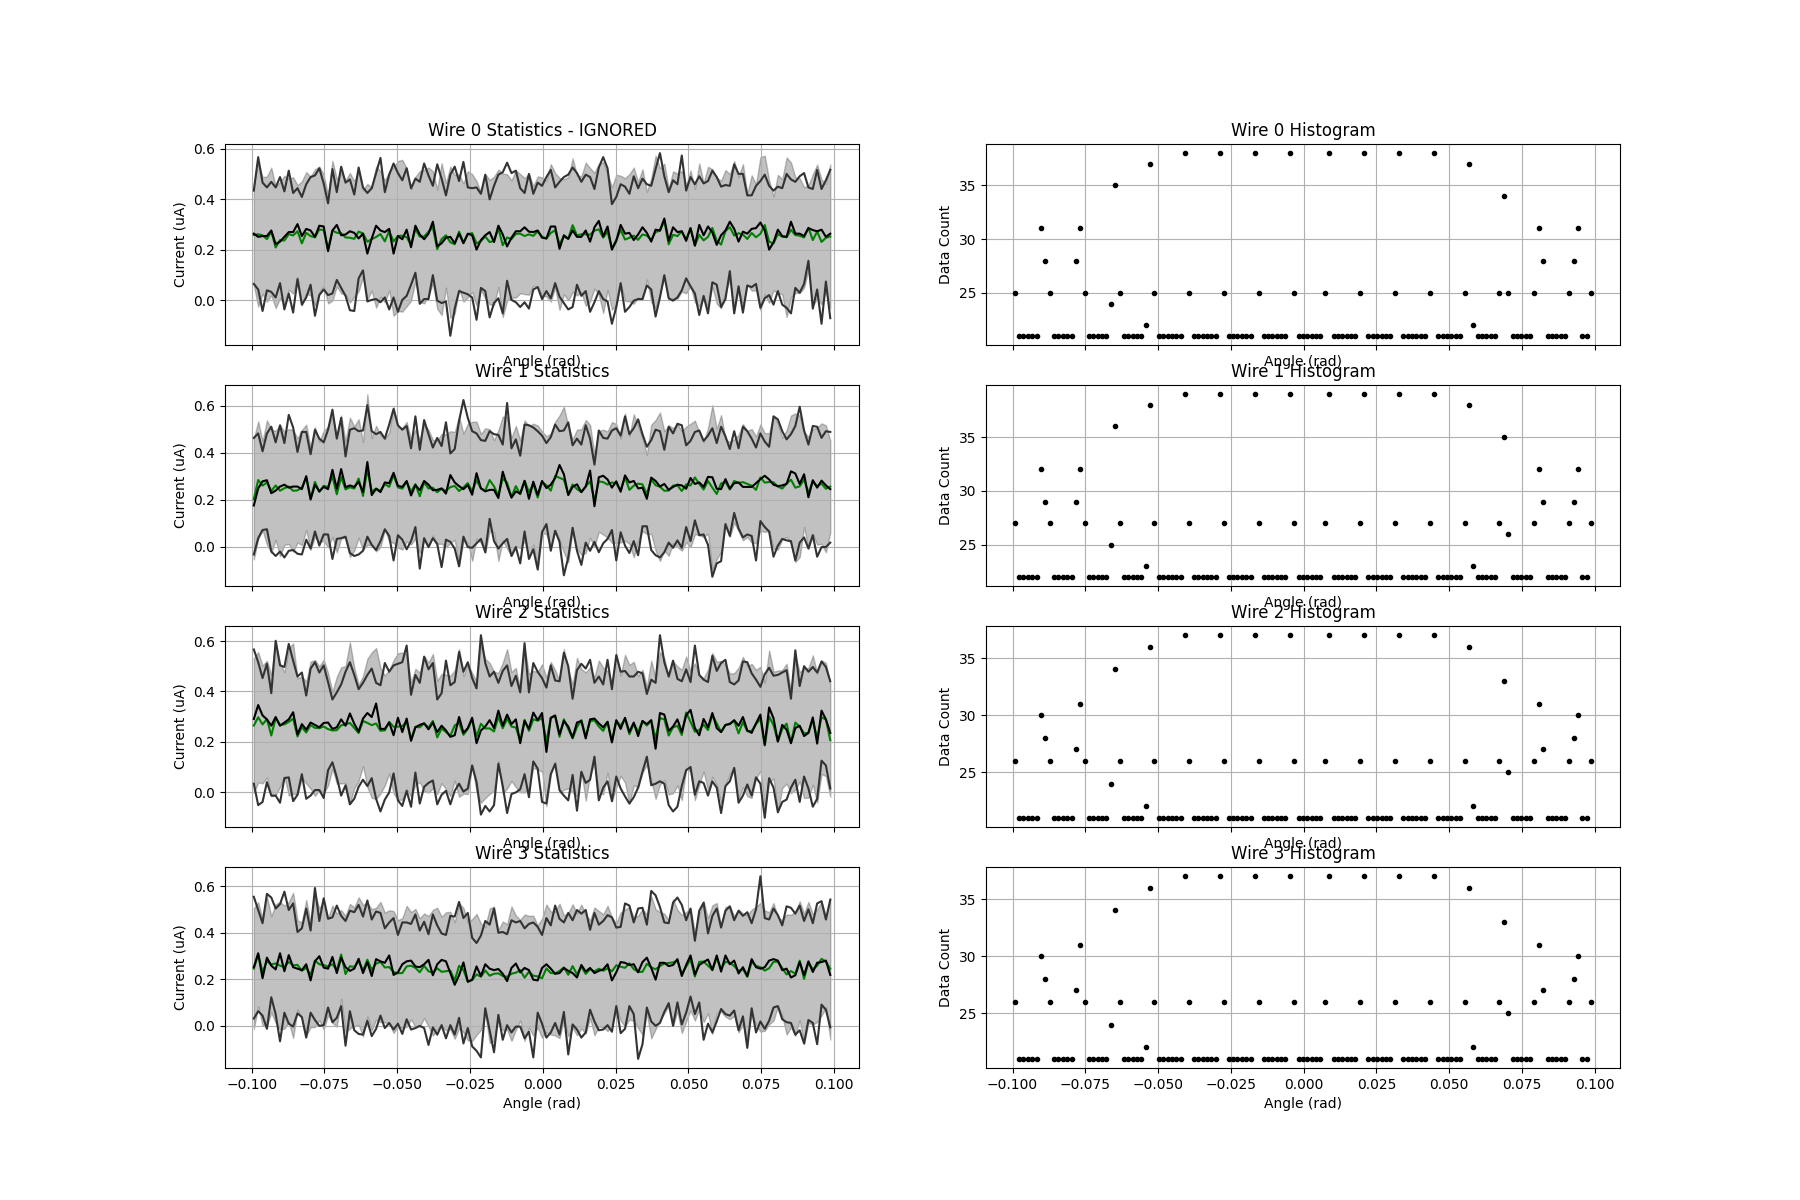 Wire 0 Statistics - IGNORED
Current (uA)
0.6
0.4
0.2
0.0
Angle (rad)
Wire 0 Histogram
Data Count
35
30
25
Angle (rad)
Wire 1 Statistics
Current (uA)
0.6
0.4
0.2
0.0
Angle (rad)
Wire 1 Histogram
Data Count
35
30
25
Angle (rad)
Wire 2 Statistics
Current (uA)
0.6
0.4
0.2
0.0
Angle (rad)
Wire 2 Histogram
Data Count
35
30
25
Angle (rad)
Wire 3 Statistics
Current (uA)
0.6
0.4
0.2
0.0
−0.100 −0.075 −0.050 −0.025 0.000 0.025 0.050 0.075 0.100
Angle (rad)
Wire 3 Histogram
Data Count
35
30
25
−0.100 −0.075 −0.050 −0.025 0.000 0.025 0.050 0.075 0.100
Angle (rad)